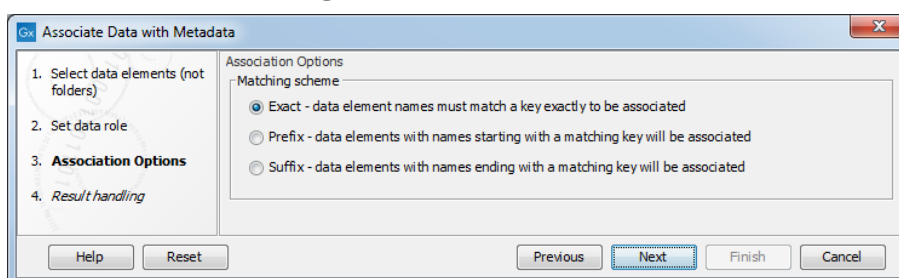 Gx Associate Data with Metadata
1. Select data elements (not
folders)
2. Set data role
3. Association Options
4. Result handling
Association Options
Matching scheme
Exact - data element names must match a key exactly to be associated
Prefix - data elements with names starting with a matching key will be associated
Suffix - data elements with names ending with a matching key will be associated
Help Reset Previous Next Finish Cancel